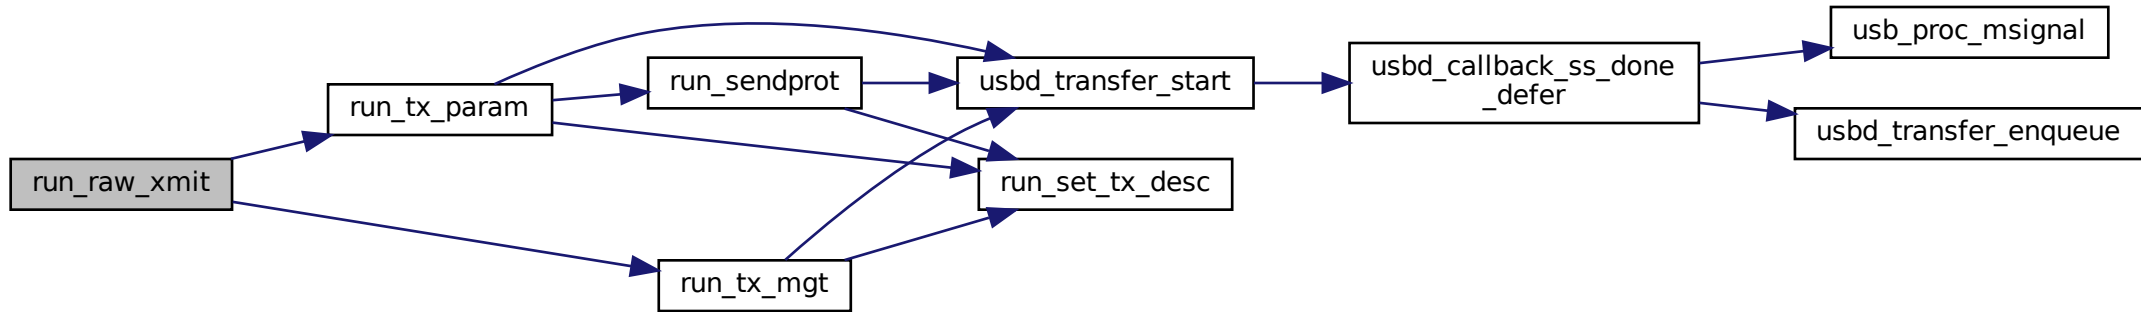 run_raw_xmit
run_tx_param
run_sendprot
run_tx_mgt
usbd_transfer_start
run_set_tx_desc
usbd_callback_ss_done
_defer
usb_proc_msignal
usbd_transfer_enqueue